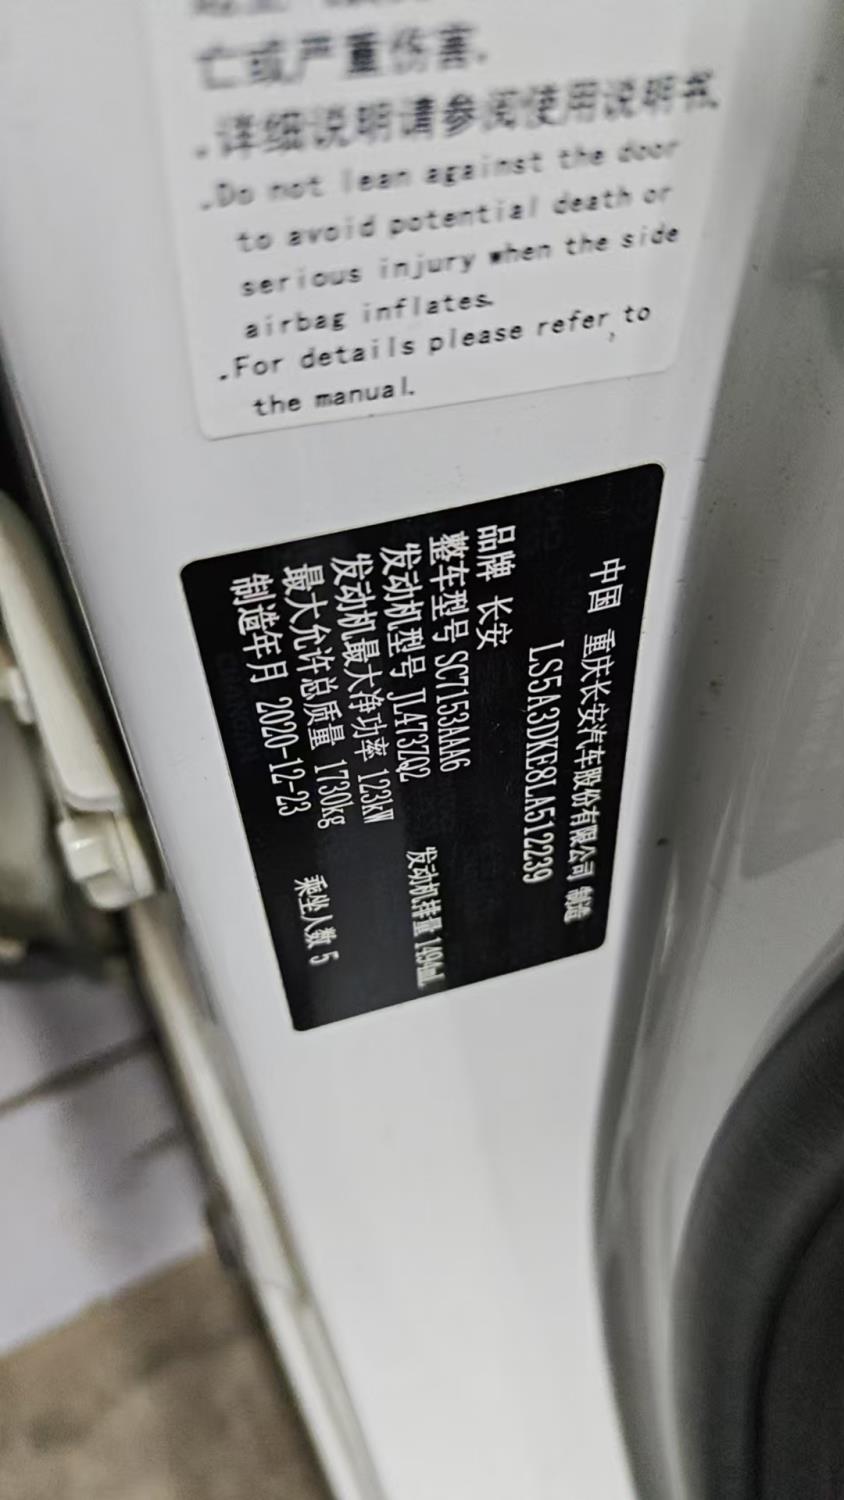 亡或严重伤害.
.详细说明请参阅使用说明书
.Do not lean against the door
to avoid potential death or
serious injury when the side
airbag inflates.
.For details please refer to
the manual.
中国 重庆长安汽车股份有限公司 制造
LS5A3DKE8LA512239
品牌 长安
整车型号 SC7153AAA6
发动机型号 JL473ZQ2 发动机排量 1494mL
发动机最大净功率 123kW
最大允许总质量 1730kg
制造年月 2020-12-23 乘坐人数 5